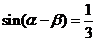 sin(α − β) = 1/3